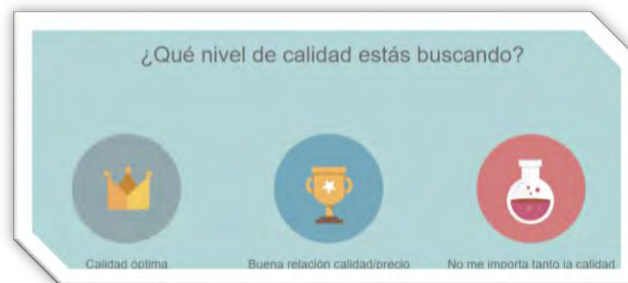 ¿Qué nivel de calidad estás buscando?
Calidad óptima
Buena relación calidad/precio
No me importa tanto la calidad